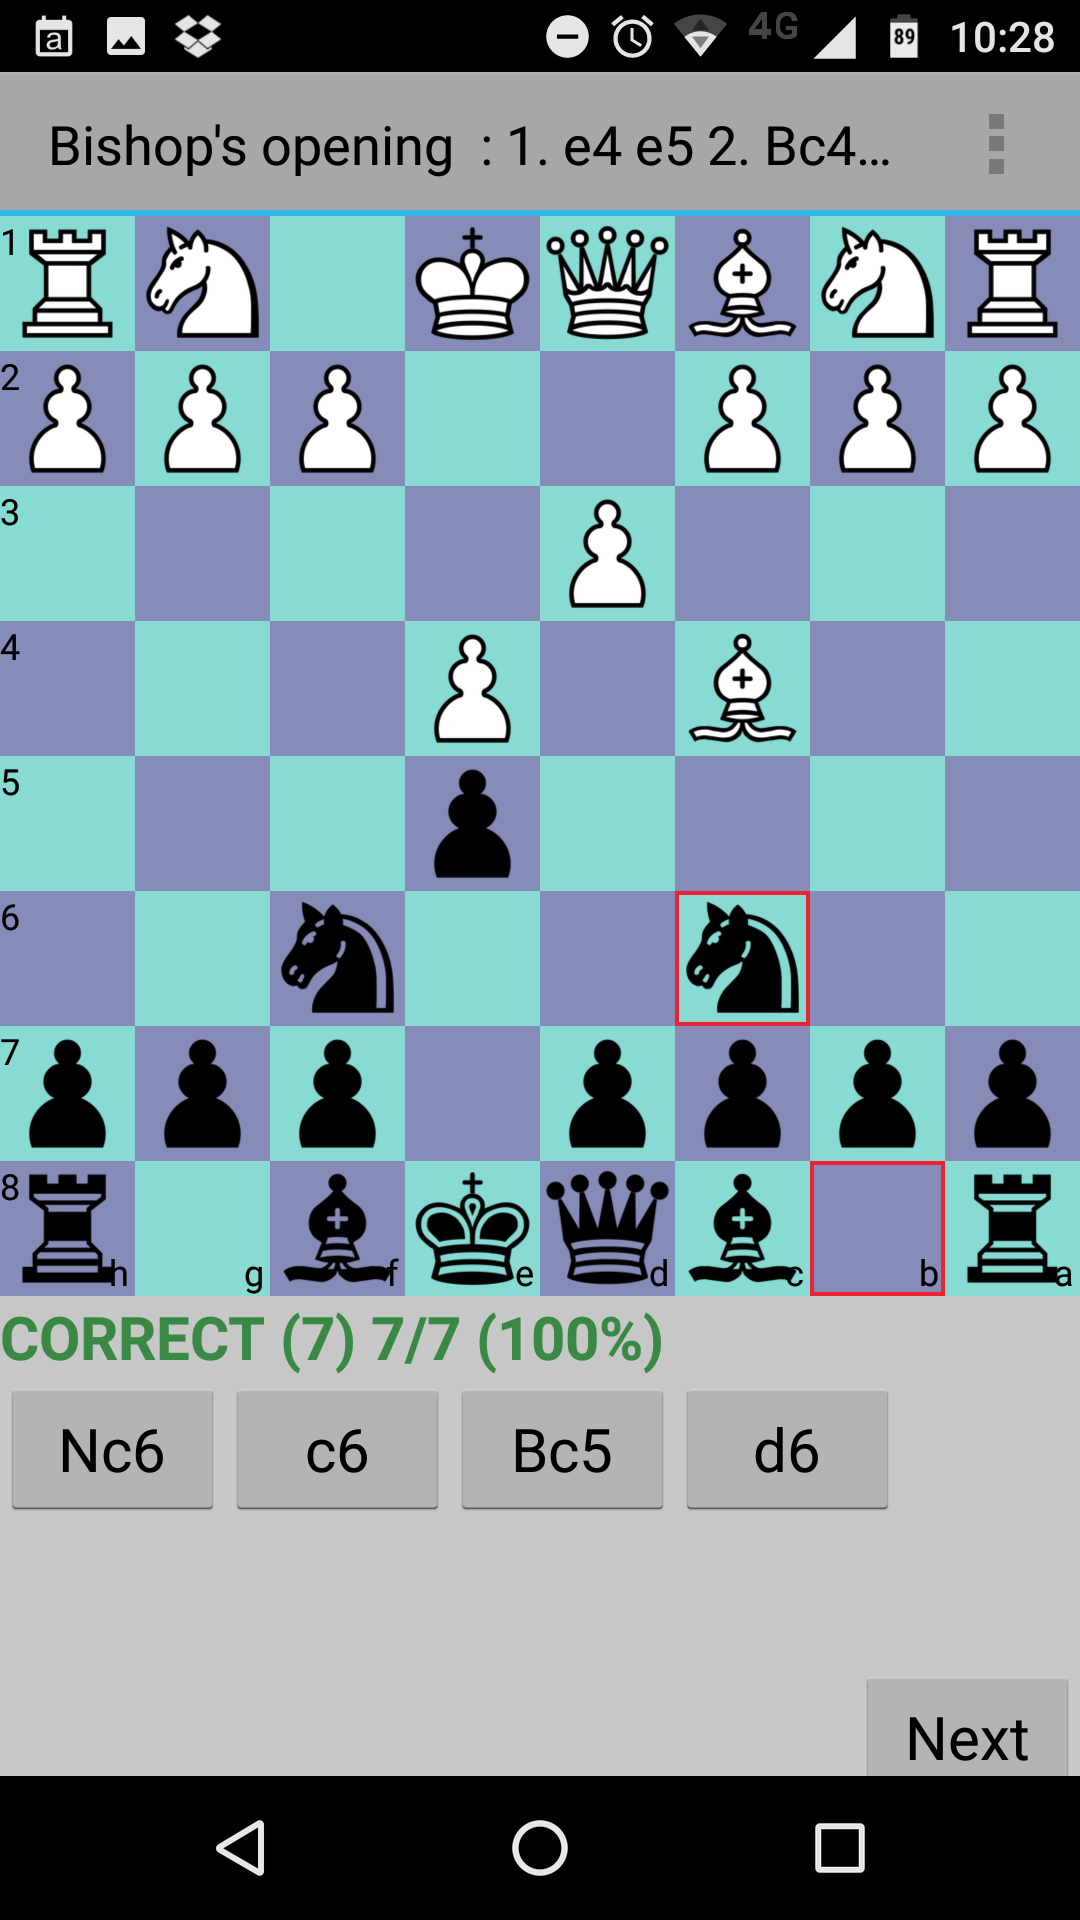 a 4G 89 10:28
Bishop's opening : 1. e4 e5 2. Bc4...
1
2
3
4
5
6
7
8
h g f e d c b a
CORRECT (7) 7/7 (100%)
Nc6 c6 Bc5 d6
Next